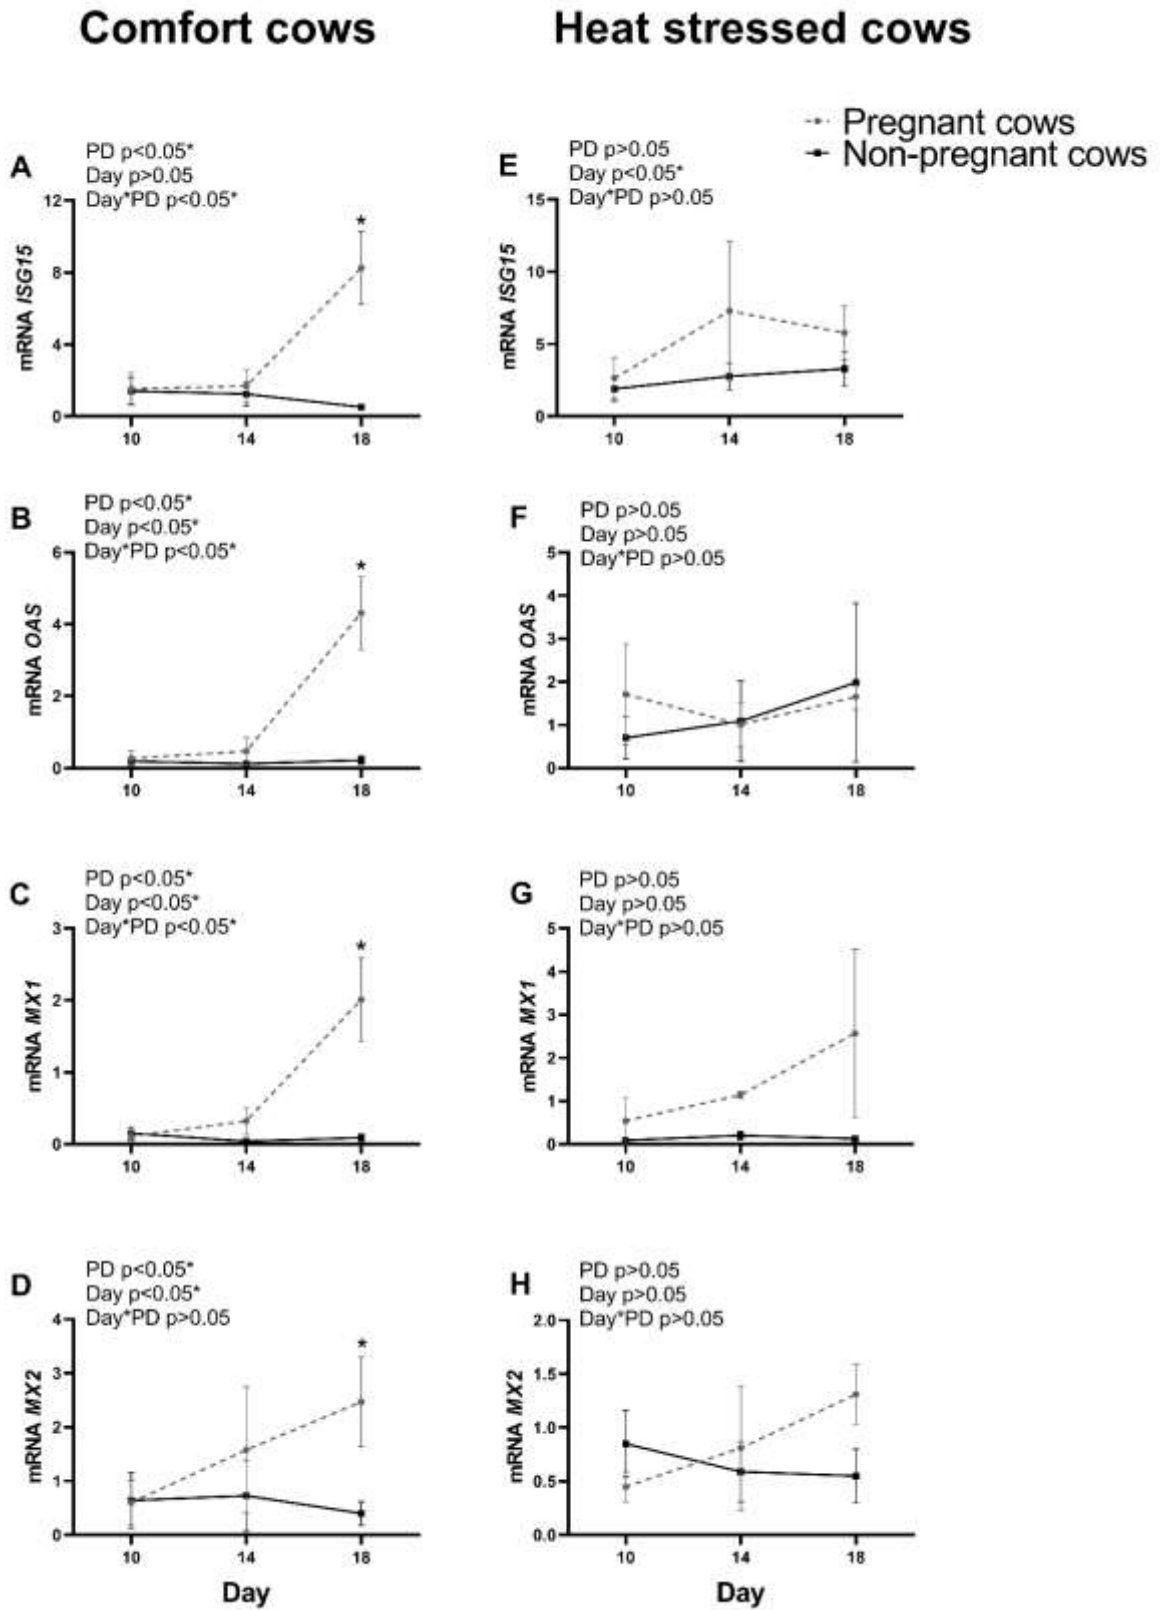 Comfort cows
Heat stressed cows
Pregnant cows
Non-pregnant cows
A
PD p<0.05*
Day p>0.05
Day*PD p<0.05*
mRNA ISG15
12
8
4
0
*
10 14 18
E
PD p>0.05
Day p<0.05*
Day*PD p>0.05
mRNA ISG15
15
10
5
0
10 14 18
B
PD p<0.05*
Day p<0.05*
Day*PD p<0.05*
mRNA OAS
6
4
2
0
*
10 14 18
F
PD p>0.05
Day p>0.05
Day*PD p>0.05
mRNA OAS
5
4
3
2
1
0
10 14 18
C
PD p<0.05*
Day p<0.05*
Day*PD p<0.05*
mRNA MX1
3
2
1
0
*
10 14 18
G
PD p>0.05
Day p>0.05
Day*PD p>0.05
mRNA MX1
5
4
3
2
1
0
10 14 18
D
PD p<0.05*
Day p<0.05*
Day*PD p>0.05
mRNA MX2
4
3
2
1
0
*
10 14 18
Day
H
PD p>0.05
Day p>0.05
Day*PD p>0.05
mRNA MX2
2.0
1.5
1.0
0.5
0.0
10 14 18
Day